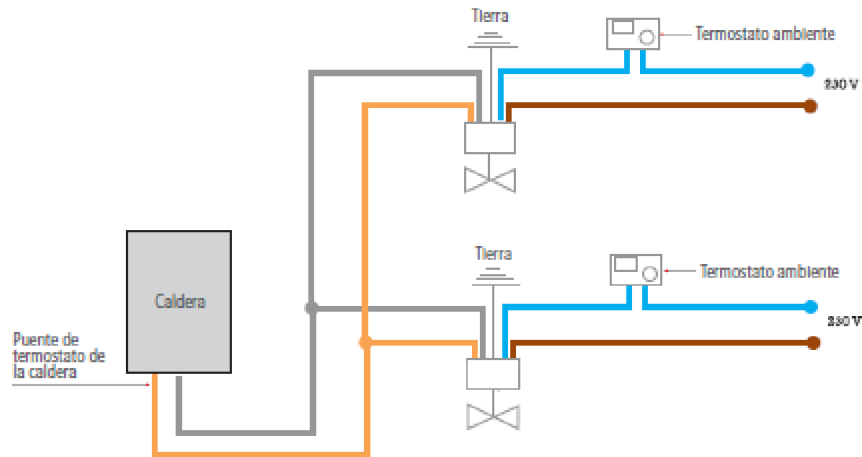 Tierra
Termostato ambiente
230 V
Tierra
Termostato ambiente
230 V
Caldera
Puente de
termostato de
la caldera